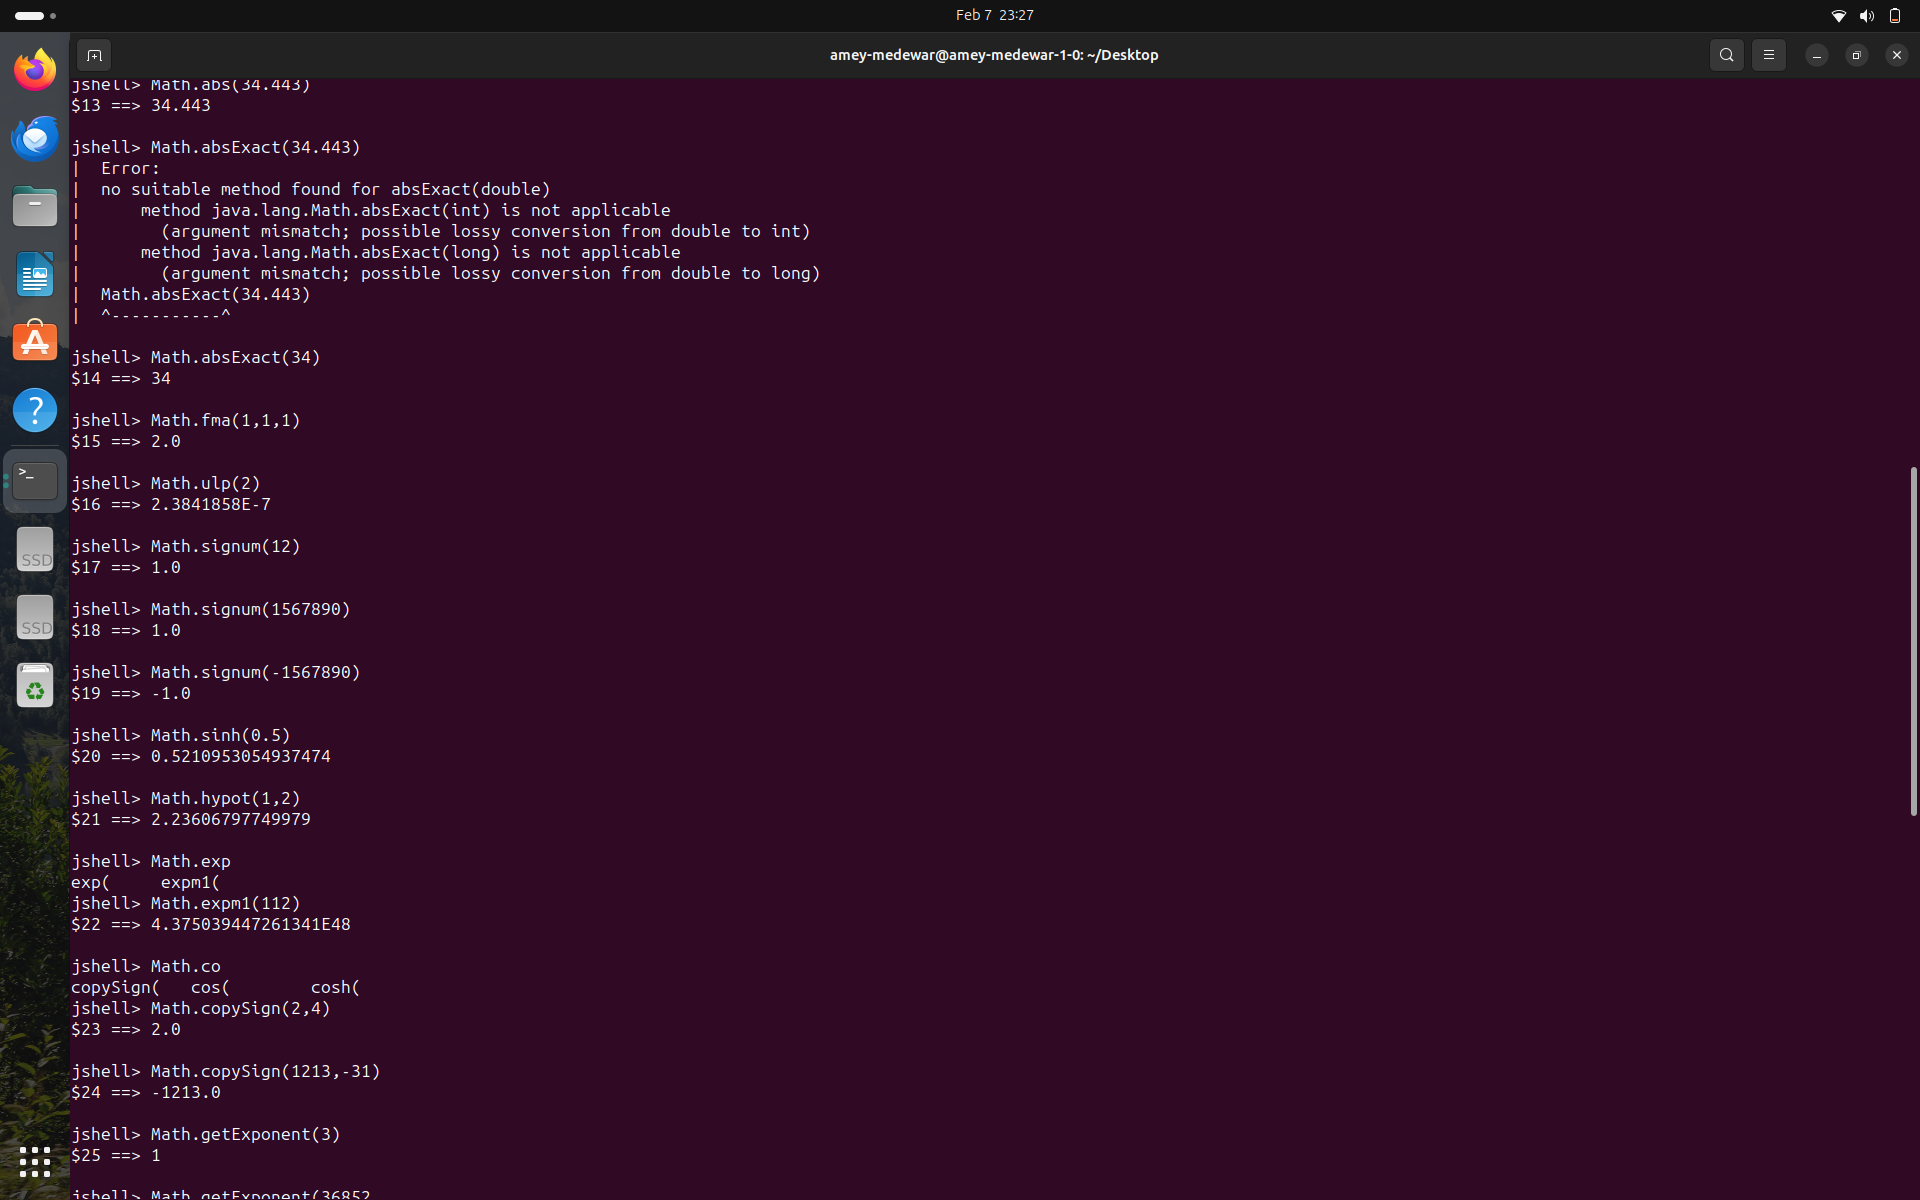 Feb 7  23:27
amey-medewar@amey-medewar-1-0: ~/Desktop
jshell> Math.abs(34.443)
$13 ==> 34.443
jshell> Math.absExact(34.443)
|  Error:
|  no suitable method found for absExact(double)
|      method java.lang.Math.absExact(int) is not applicable
|        (argument mismatch; possible lossy conversion from double to int)
|      method java.lang.Math.absExact(long) is not applicable
|        (argument mismatch; possible lossy conversion from double to long)
|  Math.absExact(34.443)
|  ^-----------^
jshell> Math.absExact(34)
$14 ==> 34
jshell> Math.fma(1,1,1)
$15 ==> 2.0
jshell> Math.ulp(2)
$16 ==> 2.3841858E-7
jshell> Math.signum(12)
$17 ==> 1.0
jshell> Math.signum(1567890)
$18 ==> 1.0
jshell> Math.signum(-1567890)
$19 ==> -1.0
jshell> Math.sinh(0.5)
$20 ==> 0.5210953054937474
jshell> Math.hypot(1,2)
$21 ==> 2.23606797749979
jshell> Math.exp
exp(     expm1(
jshell> Math.expm1(112)
$22 ==> 4.375039447261341E48
jshell> Math.co
copySign(   cos(        cosh(
jshell> Math.copySign(2,4)
$23 ==> 2.0
jshell> Math.copySign(1213,-31)
$24 ==> -1213.0
jshell> Math.getExponent(3)
$25 ==> 1
jshell> Math.getExponent(36852
>_
SSD
SSD